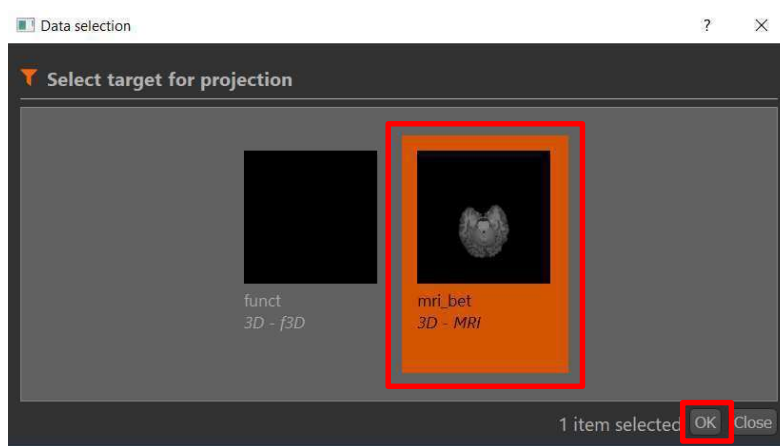 Data selection
?
Select target for projection
funct
3D - f3D
mri_bet
3D - MRI
1 item selected
OK
Close